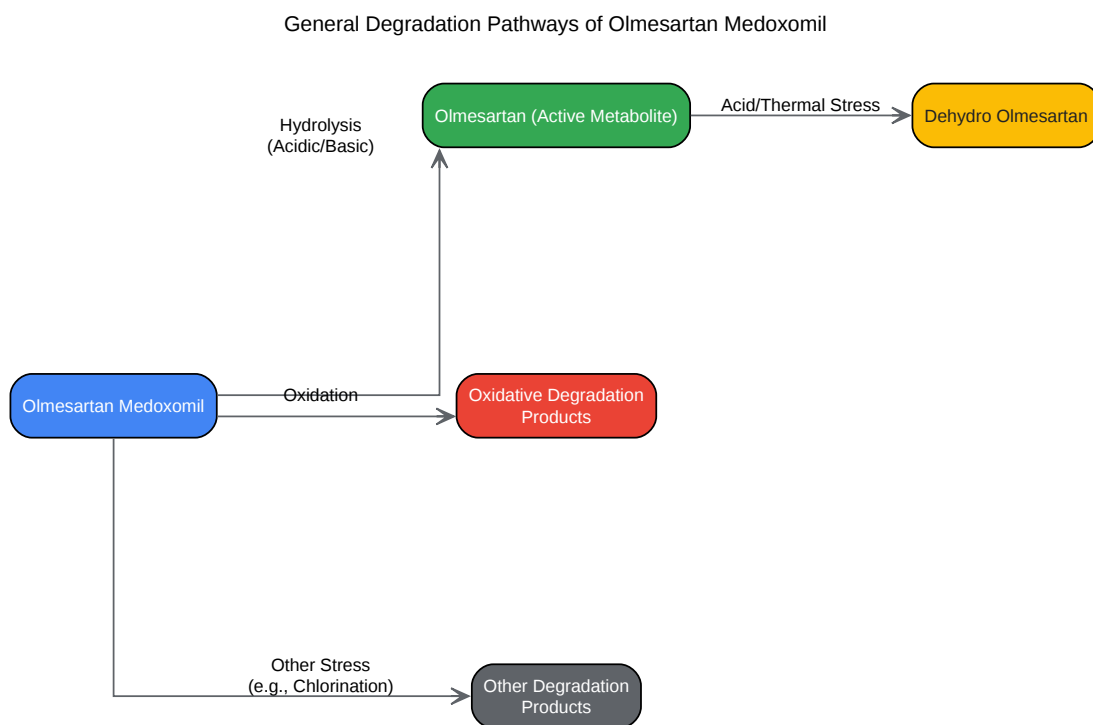 General Degradation Pathways of Olmesartan Medoxomil
Hydrolysis
(Acidic/Basic)
Olmesartan (Active Metabolite)
Acid/Thermal Stress
Dehydro Olmesartan
Olmesartan Medoxomil
Oxidation
Oxidative Degradation
Products
Other Stress
(e.g., Chlorination)
Other Degradation
Products